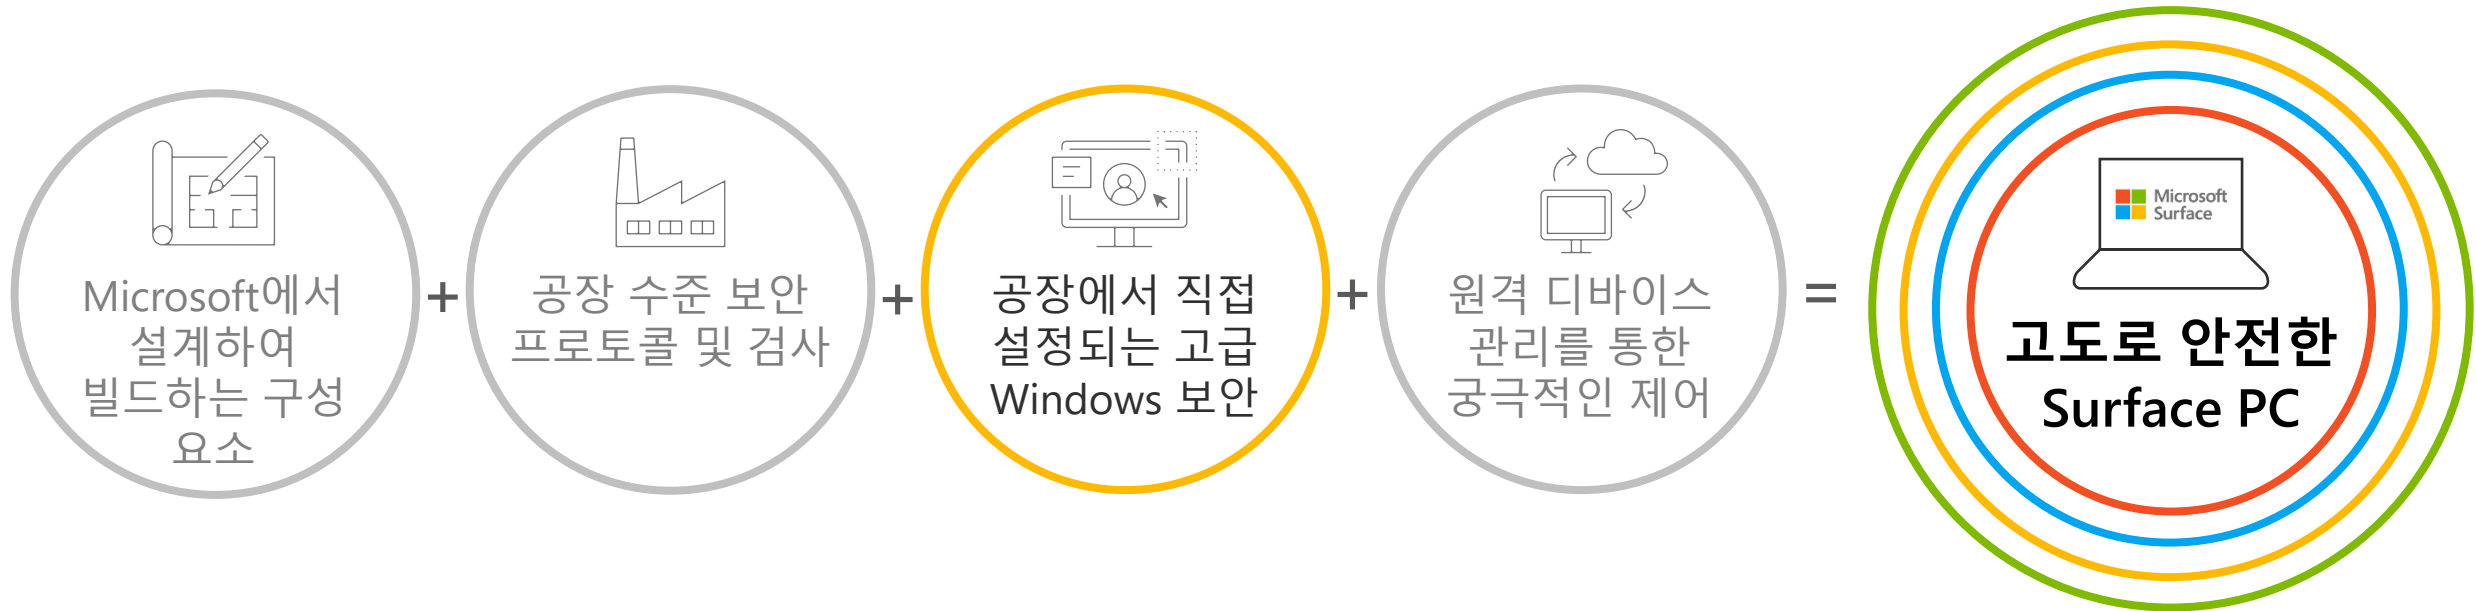 Microsoft에서
설계하여
빌드하는 구성
요소
+
공장 수준 보안
프로토콜 및 검사
+
공장에서 직접
설정되는 고급
Windows 보안
+
원격 디바이스
관리를 통한
궁극적인 제어
=
Microsoft
Surface
고도로 안전한
Surface PC